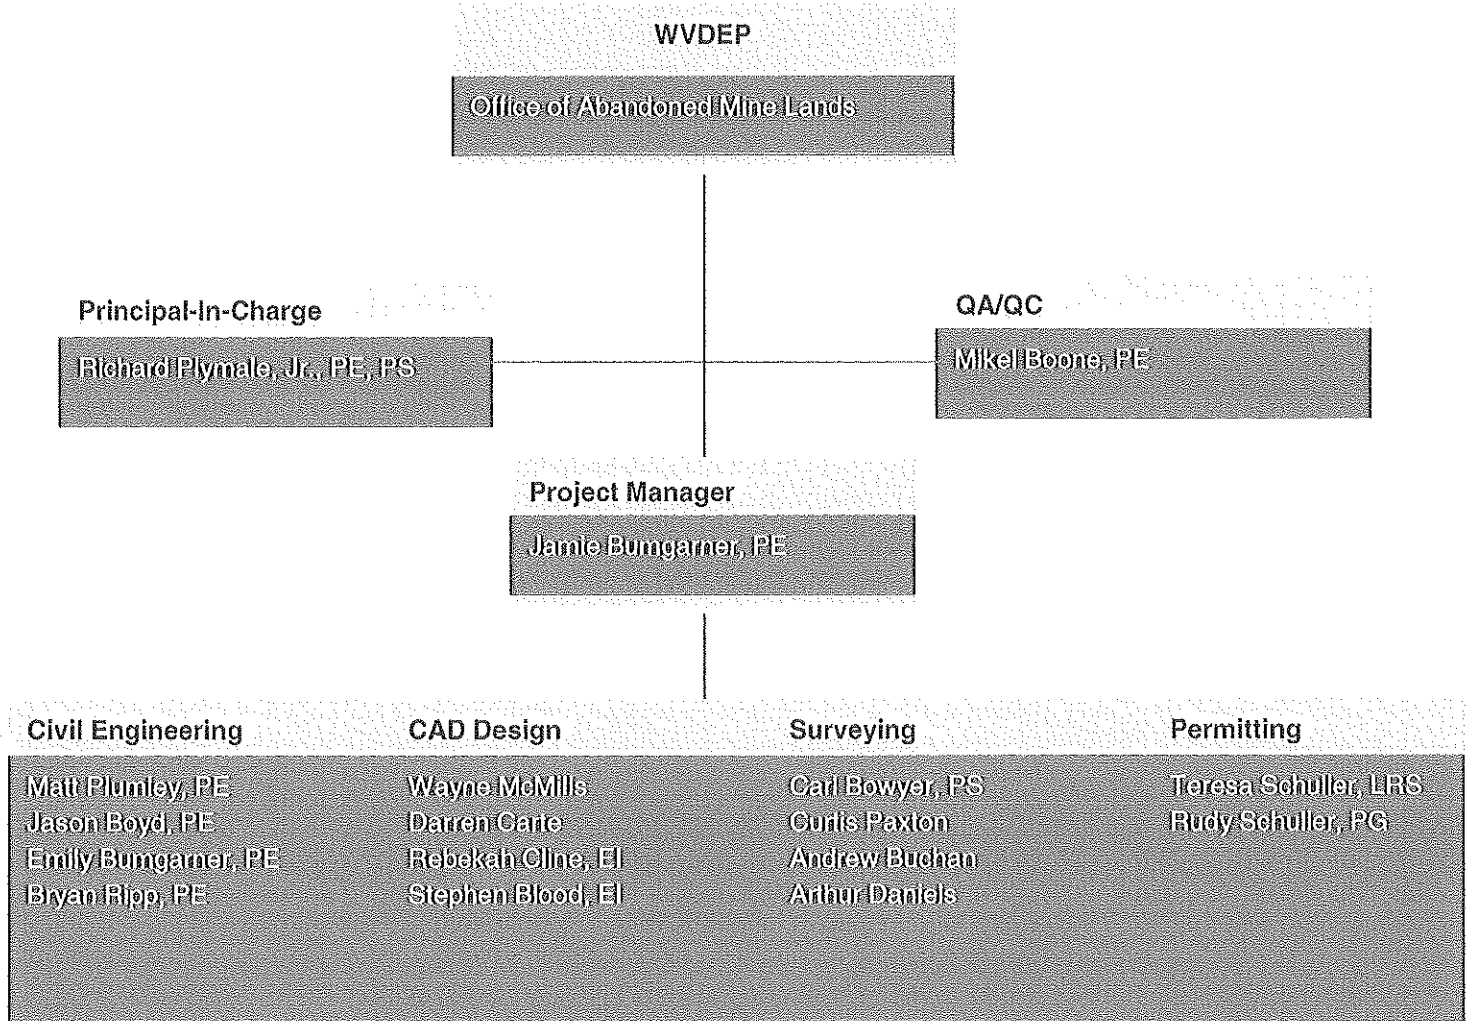 WVDEP
Office of Abandoned Mine Lands
Principal-In-Charge
Richard Plymale, Jr., PE, PS
QA/QC
Mikel Boone, PE
Project Manager
Jamie Bumgarner, PE
Civil Engineering
Matt Plumley, PE
Jason Boyd, PE
Emily Bumgarner, PE
Bryan Ripp, PE
CAD Design
Wayne McMills
Darren Carte
Rebekah Cline, EI
Stephen Blood, EI
Surveying
Carl Bowyer, PS
Curtis Paxton
Andrew Buchan
Arthur Daniels
Permitting
Teresa Schuller, LRS
Rudy Schuller, PG